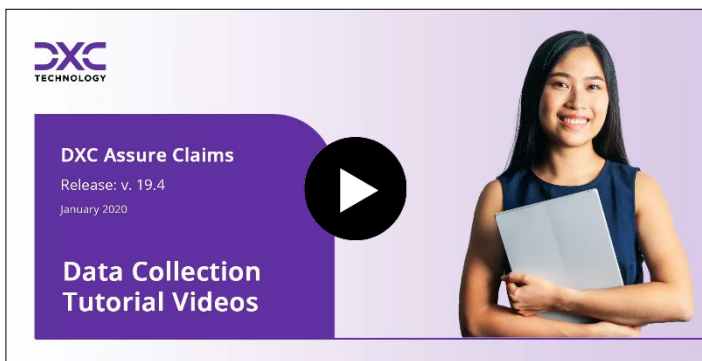 DXC
TECHNOLOGY
DXC Assure Claims
Release: v. 19.4
January 2020
Data Collection
Tutorial Videos